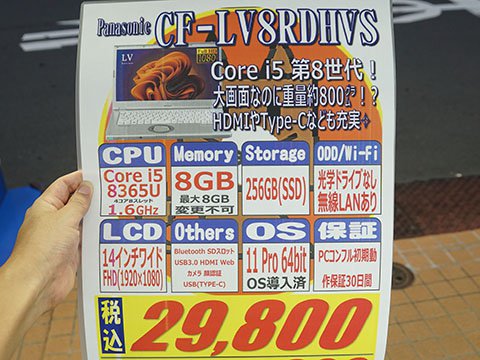 Panasonic CF-LV8RDHVS
LV
1080
Core i5 第8世代！
大画面なのに重量約800㌘！？
HDMIやType-Cなども充実
CPU
Core i5
8365U
4コア8スレッド
1.6GHz
Memory
8GB
最大8GB
変更不可
Storage
256GB(SSD)
ODD/Wi-Fi
光学ドライブなし
無線LANあり
LCD
14インチワイド
FHD(1920×1080)
Others
Bluetooth SDスロット
USB3.0 HDMI Web
カメラ 顔認証
USB(TYPE-C)
OS
11 Pro 64bit
OS導入済
保証
PCコンフル初期動
作保証30日間
税込
29,800